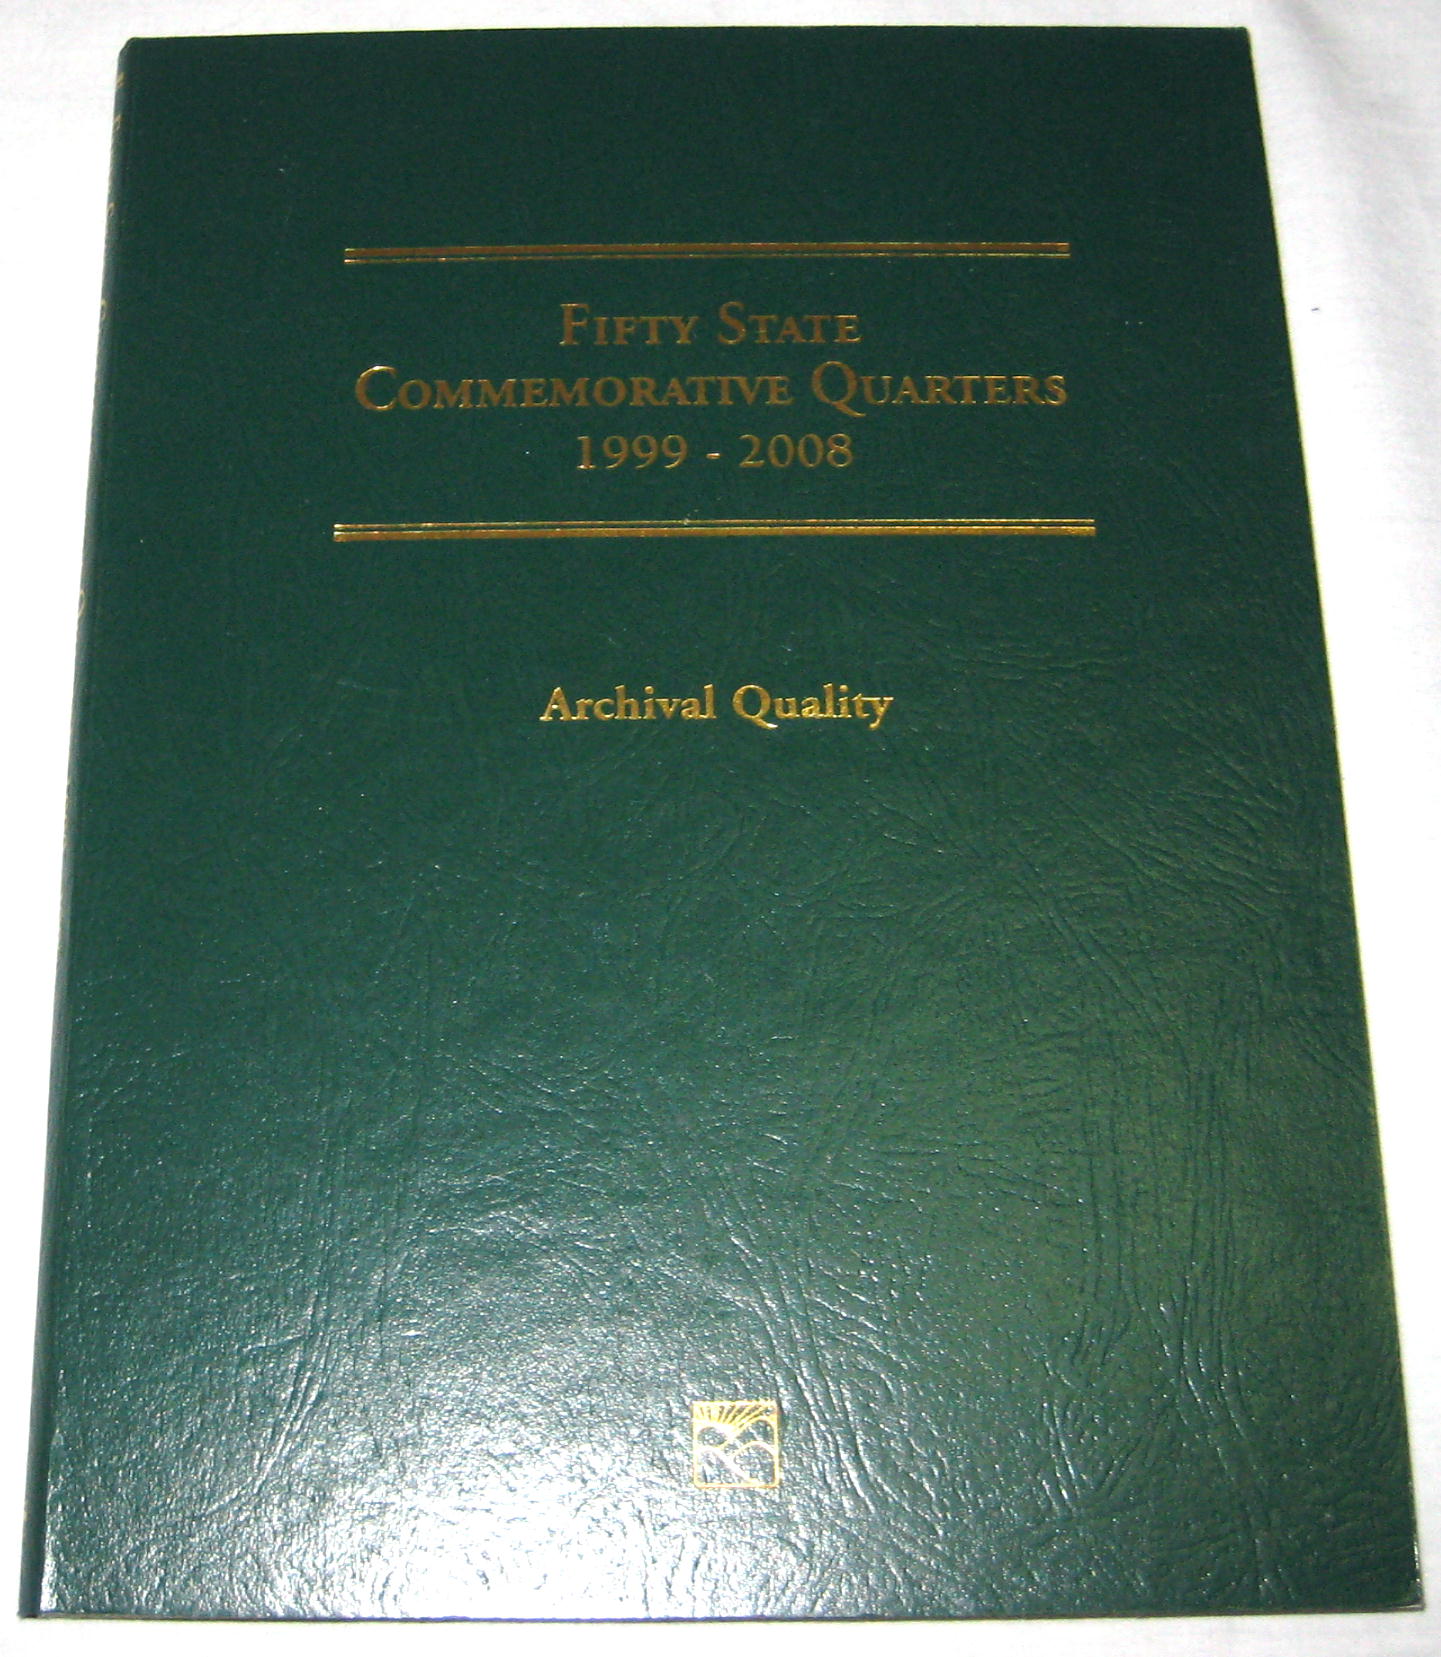 Fifty State
Commemorative Quarters
1999 - 2008
Archival Quality